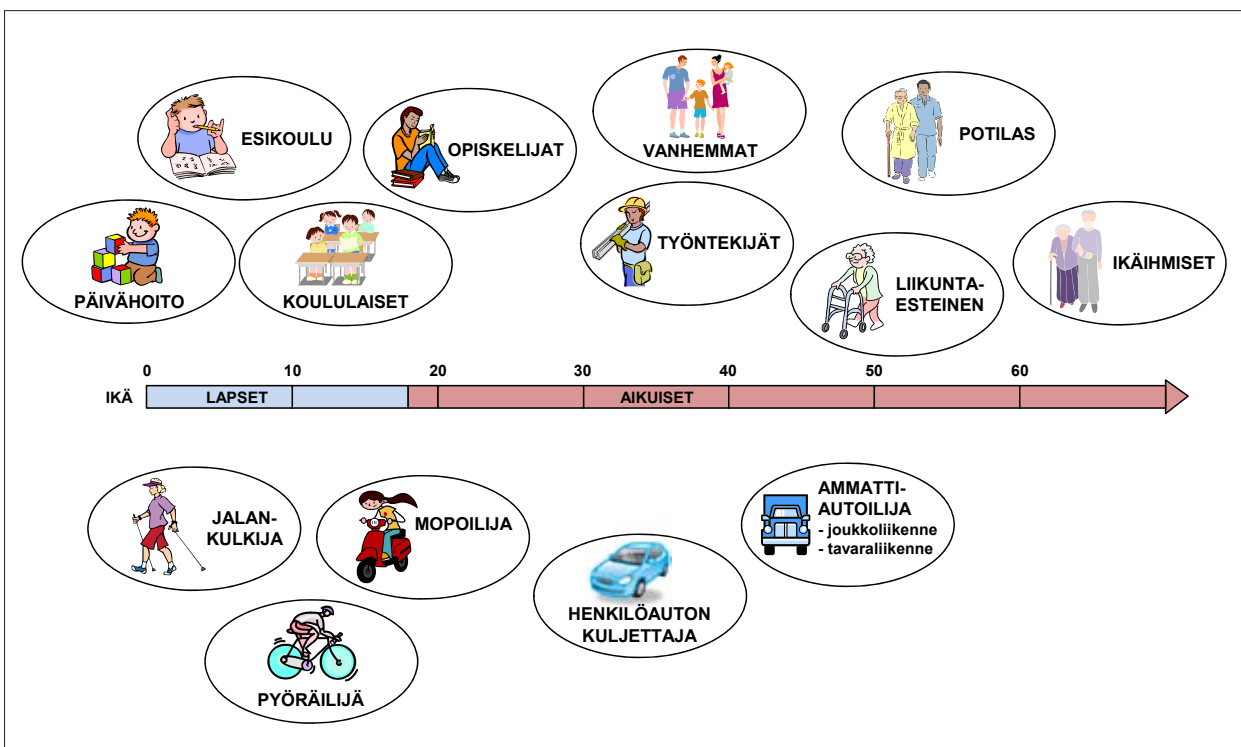 ESIKOULU
OPISKELIJAT
VANHEMMAT
POTILAS
PÄIVÄHOITO
KOULULAISET
TYÖNTEKIJÄT
LIIKUNTA-
ESTEINEN
IKÄIHMISET
0 10 20 30 40 50 60
IKÄ LAPSET AIKUISET
JALAN-
KULKIJA
MOPOILIJA
AMMATTI-
AUTOILIJA
- joukkoliikenne
- tavaraliikenne
HENKILÖAUTON
KULJETTAJA
PYÖRÄILIJÄ